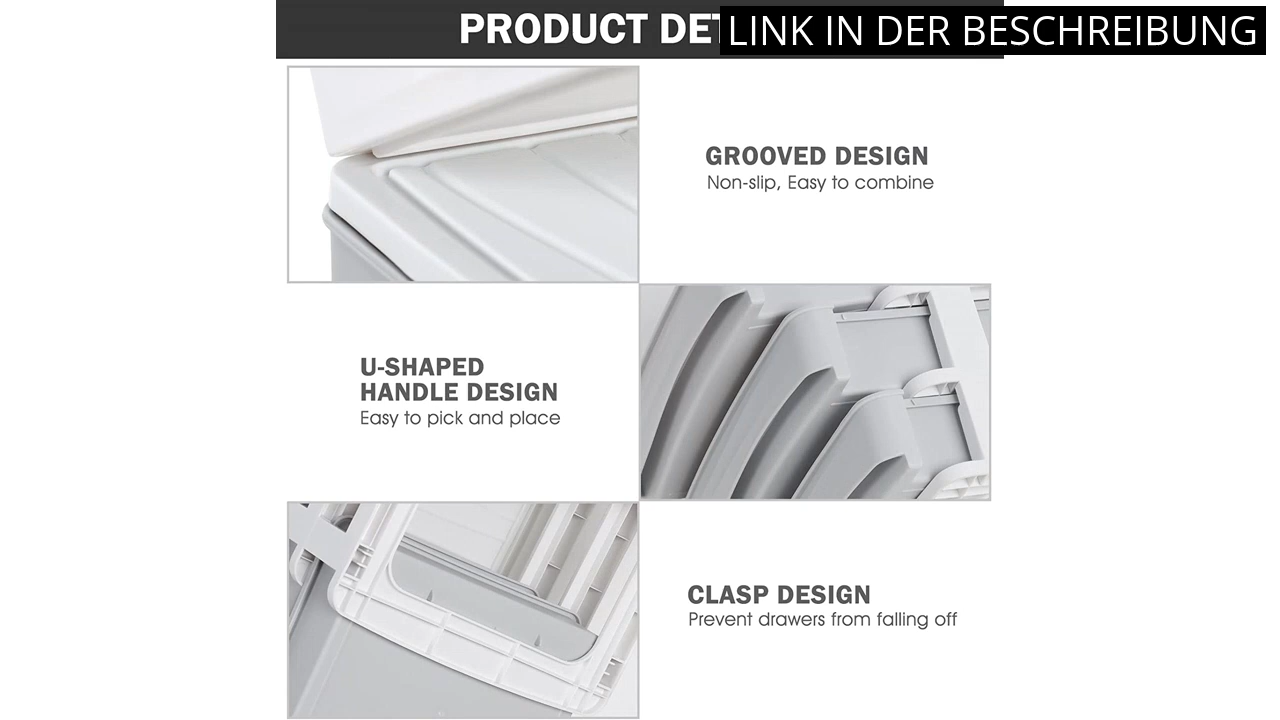 PRODUCT DET
LINK IN DER BESCHREIBUNG
GROOVED DESIGN
Non-slip, Easy to combine
U-SHAPED
HANDLE DESIGN
Easy to pick and place
CLASP DESIGN
Prevent drawers from falling off